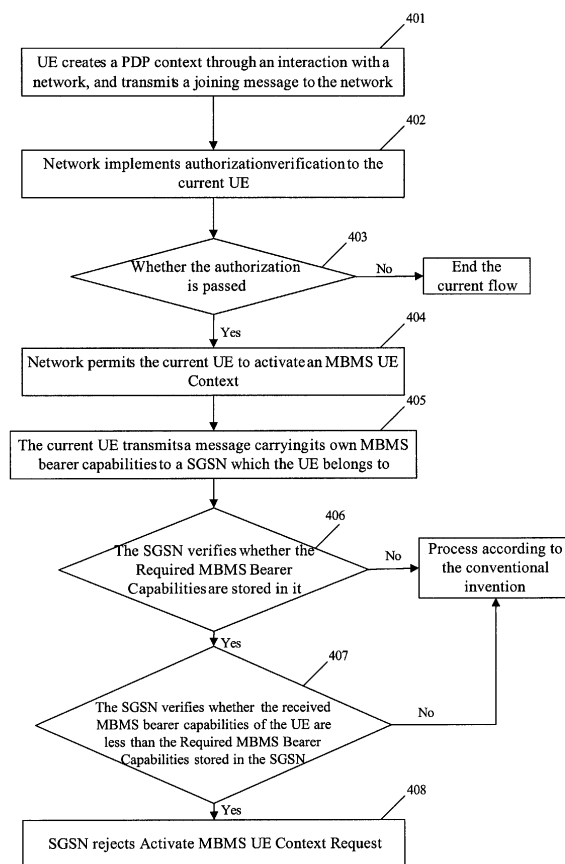 401
UE creates a PDP context through an interaction with a
network, and transmits a joining message to the network
402
Network implements authorizationverification to the
current UE
403
Whether the authorization
is passed
No
End the
current flow
Yes
404
Network permits the current UE to activate an MBMS UE
Context
405
The current UE transmits a message carrying its own MBMS
bearer capabilities to a SGSN which the UE belongs to
406
The SGSN verifies whether the
Required MBMS Bearer
Capabilities are stored in it
No
Process according to
the conventional
invention
Yes
407
The SGSN verifies whether the received
MBMS bearer capabilities of the UE are
less than the Required MBMS Bearer
Capabilities stored in the SGSN
No
Yes
408
SGSN rejects Activate MBMS UE Context Request